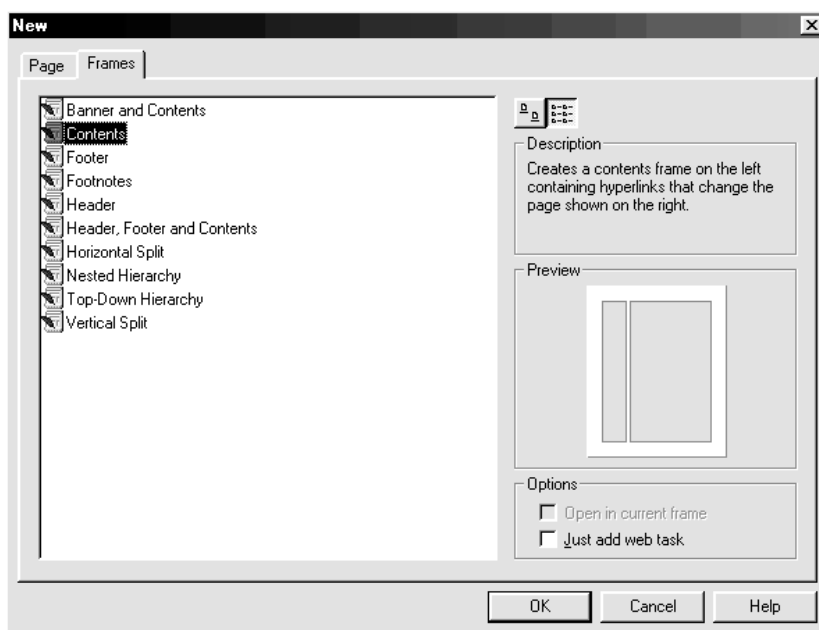 New
Page
Frames
Banner and Contents
Contents
Footer
Footnotes
Header
Header, Footer and Contents
Horizontal Split
Nested Hierarchy
Top-Down Hierarchy
Vertical Split
Description
Creates a contents frame on the left
containing hyperlinks that change the
page shown on the right.
Preview
Options
Open in current frame
Just add web task
OK
Cancel
Help